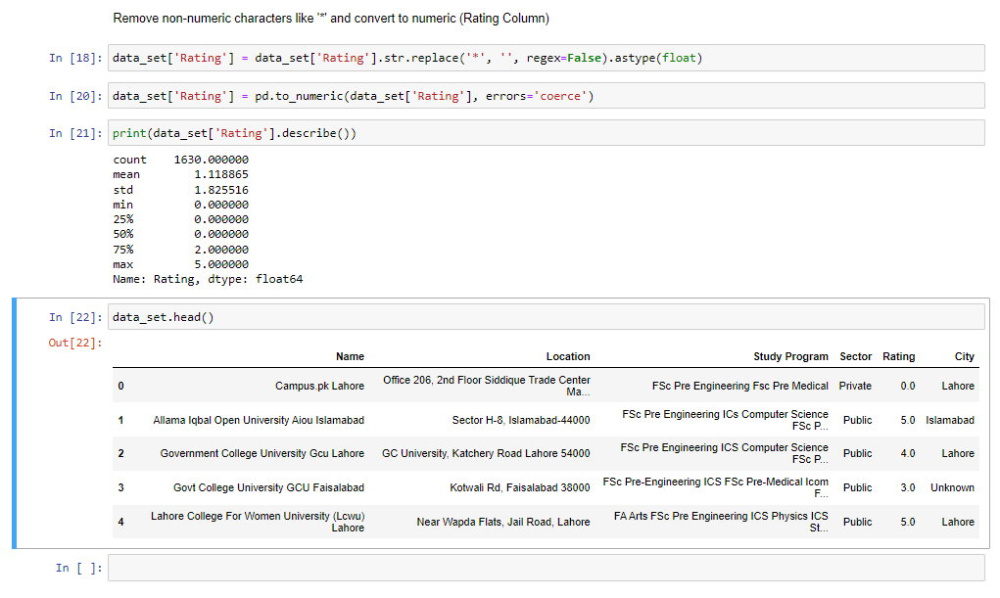 Remove non-numeric characters like '*' and convert to numeric (Rating Column)
In [18]: data_set['Rating'] = data_set['Rating'].str.replace('*', '', regex=False).astype(float)
In [20]: data_set['Rating'] = pd.to_numeric(data_set['Rating'], errors='coerce')
In [21]: print(data_set['Rating'].describe())
count 1630.000000
mean 1.118865
std 1.825516
min 0.000000
25% 0.000000
50% 0.000000
75% 2.000000
max 5.000000
Name: Rating, dtype: float64
In [22]: data_set.head()
Out[22]:
Name Location Study Program Sector Rating City
0 Campus.pk Lahore Office 206, 2nd Floor Siddique Trade Center Ma... FSc Pre Engineering Fsc Pre Medical Private 0.0 Lahore
1 Allama Iqbal Open University Aiou Islamabad Sector H-8, Islamabad-44000 FSc Pre Engineering ICs Computer Science FSc P... Public 5.0 Islamabad
2 Government College University Gcu Lahore GC University, Katchery Road Lahore 54000 FSc Pre Engineering ICS Computer Science FSc P... Public 4.0 Lahore
3 Govt College University GCU Faisalabad Kotwali Rd, Faisalabad 38000 FSc Pre-Engineering ICS FSc Pre-Medical Icom F... Public 3.0 Unknown
4 Lahore College For Women University (Lcwu) Lahore Near Wapda Flats, Jail Road, Lahore FA Arts FSc Pre Engineering ICS Physics ICS St... Public 5.0 Lahore
In [ ]: